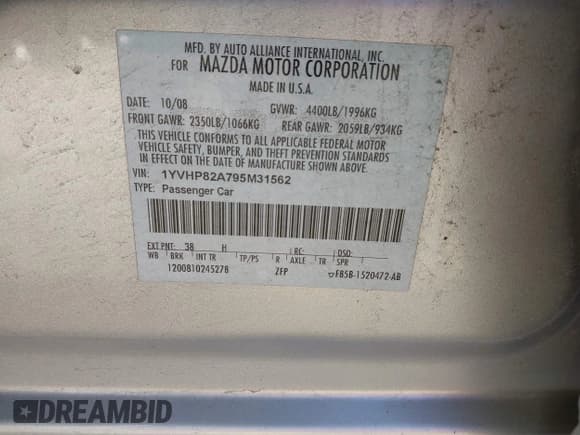 MFD. BY AUTO ALLIANCE INTERNATIONAL, INC.
FOR MAZDA MOTOR CORPORATION
MADE IN U.S.A.
DATE: 10/08 GVWR: 4400LB/1996KG
FRONT GAWR: 2350LB/1066KG REAR GAWR: 2059LB/934KG
THIS VEHICLE CONFORMS TO ALL APPLICABLE FEDERAL MOTOR
VEHICLE SAFETY, BUMPER, AND THEFT PREVENTION STANDARDS
IN EFFECT ON THE DATE OF MANUFACTURE SHOWN ABOVE.
VIN: 1YVHP82A795M31562
TYPE: Passenger Car
EXT PNT: 38 H RC: DSO:
WB BRK INT TR TP/PS R AXLE TR SPR
1200810245278 ZFP F85B-1520472-AB
DREAMBID